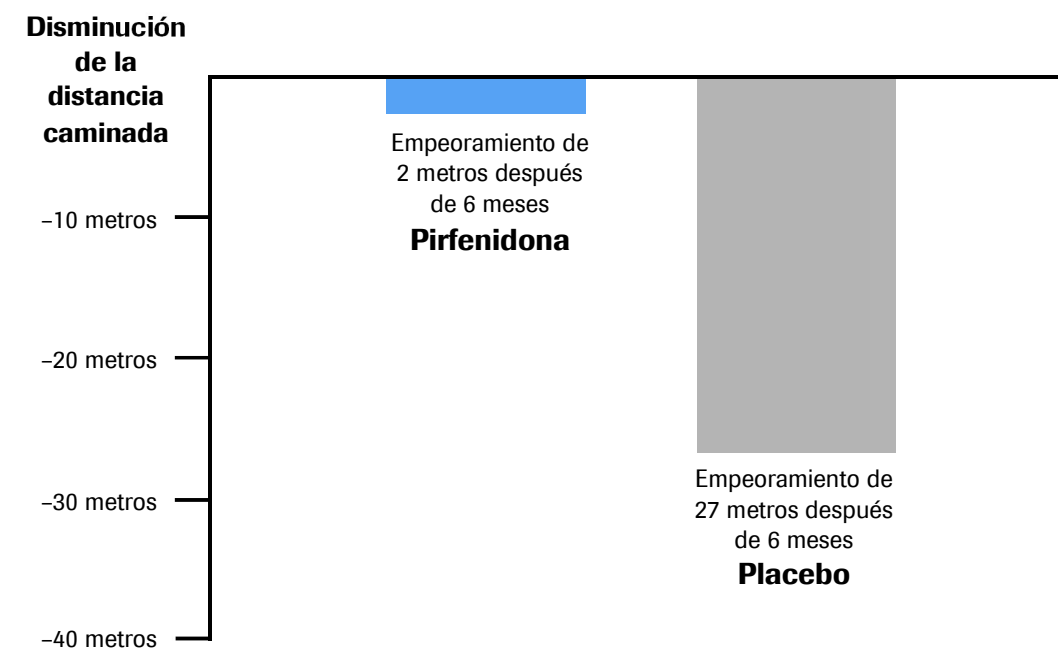 Disminución
de la
distancia
caminada
Empeoramiento de
2 metros después
de 6 meses
Pirfenidona
–10 metros
–20 metros
–30 metros
–40 metros
Empeoramiento de
27 metros después
de 6 meses
Placebo